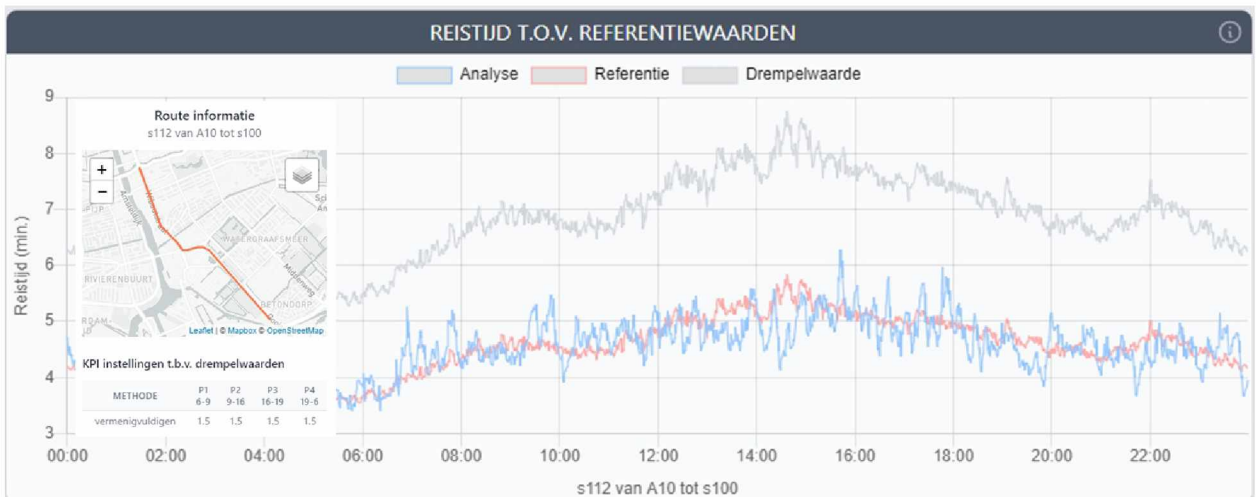 REISTIJD T.O.V. REFERENTIEWAARDEN
Analyse Referentie Drempelwaarde
Reistijd (min.)
9
8
7
6
5
4
3
Route informatie
s112 van A10 tot s100
+
−
WATERGRAAFSMEER
Middenweg
RIVIERENBUURT
BETONDORP
Leaflet | © Mapbox © OpenStreetMap
KPI instellingen t.b.v. drempelwaarden
METHODE P1 6-9 P2 9-16 P3 16-19 P4 19-6
vermenigvuldigen 1.5 1.5 1.5 1.5
00:00 02:00 04:00 06:00 08:00 10:00 12:00 14:00 16:00 18:00 20:00 22:00
s112 van A10 tot s100